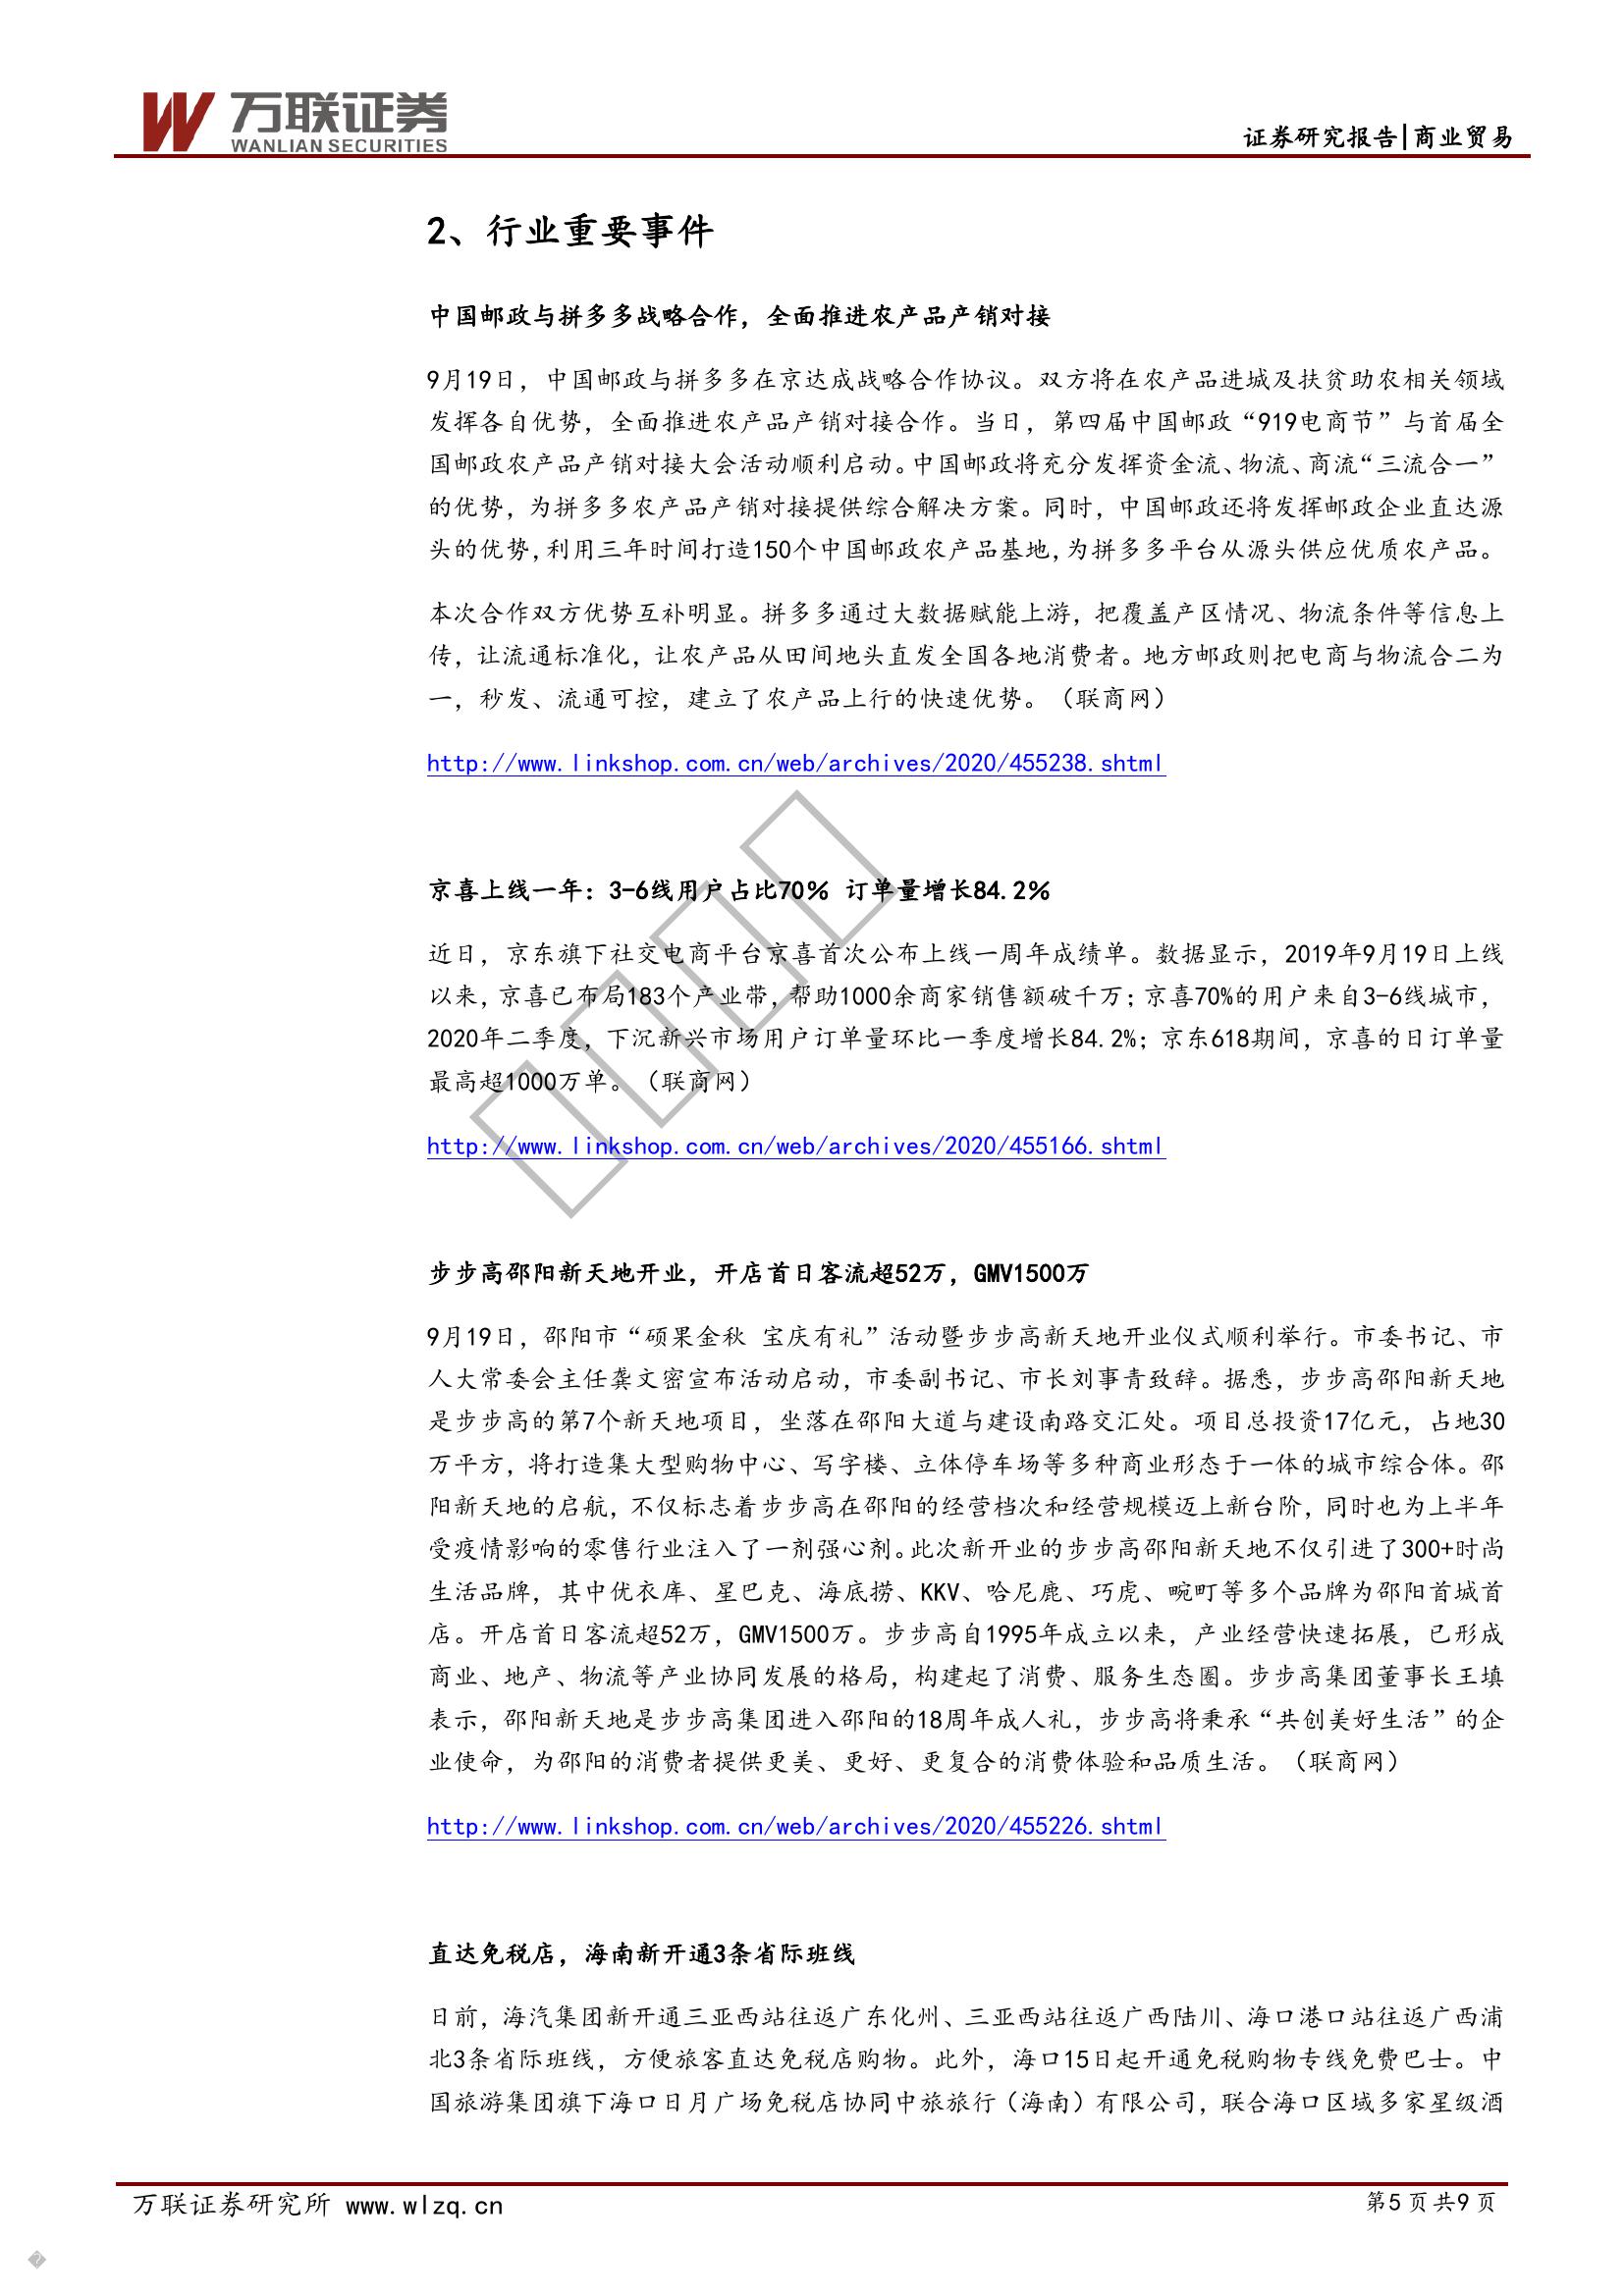 万联证券
WANLIAN SECURITIES
证券研究报告|商业贸易
2、行业重要事件
中国邮政与拼多多战略合作，全面推进农产品产销对接
9月19日，中国邮政与拼多多在京达成战略合作协议。双方将在农产品进城及扶贫助农相关领域
发挥各自优势，全面推进农产品产销对接合作。当日，第四届中国邮政“919电商节”与首届全
国邮政农产品产销对接大会活动顺利启动。中国邮政将充分发挥资金流、物流、商流“三流合一”
的优势，为拼多多农产品产销对接提供综合解决方案。同时，中国邮政还将发挥邮政企业直达源
头的优势，利用三年时间打造150个中国邮政农产品基地，为拼多多平台从源头供应优质农产品。
本次合作双方优势互补明显。拼多多通过大数据赋能上游，把覆盖产区情况、物流条件等信息上
传，让流通标准化，让农产品从田间地头直发全国各地消费者。地方邮政则把电商与物流合二为
一，秒发、流通可控，建立了农产品上行的快速优势。（联商网）
http://www.linkshop.com.cn/web/archives/2020/455238.shtml
京喜上线一年：3-6线用户占比70% 订单量增长84.2%
近日，京东旗下社交电商平台京喜首次公布上线一周年成绩单。数据显示，2019年9月19日上线
以来，京喜已布局183个产业带，帮助1000余商家销售额破千万；京喜70%的用户来自3-6线城市，
2020年二季度，下沉新兴市场用户订单量环比一季度增长84.2%；京东618期间，京喜的日订单量
最高超1000万单。（联商网）
http://www.linkshop.com.cn/web/archives/2020/455166.shtml
步步高邵阳新天地开业，开店首日客流超52万，GMV1500万
9月19日，邵阳市“硕果金秋 宝庆有礼”活动暨步步高新天地开业仪式顺利举行。市委书记、市
人大常委会主任龚文密宣布活动启动，市委副书记、市长刘事青致辞。据悉，步步高邵阳新天地
是步步高的第7个新天地项目，坐落在邵阳大道与建设南路交汇处。项目总投资17亿元，占地30
万平方，将打造集大型购物中心、写字楼、立体停车场等多种商业形态于一体的城市综合体。邵
阳新天地的启航，不仅标志着步步高在邵阳的经营档次和经营规模迈上新台阶，同时也为上半年
受疫情影响的零售行业注入了一剂强心剂。此次新开业的步步高邵阳新天地不仅引进了300+时尚
生活品牌，其中优衣库、星巴克、海底捞、KKV、哈尼鹿、巧虎、畹町等多个品牌为邵阳首城首
店。开店首日客流超52万，GMV1500万。步步高自1995年成立以来，产业经营快速拓展，已形成
商业、地产、物流等产业协同发展的格局，构建起了消费、服务生态圈。步步高集团董事长王填
表示，邵阳新天地是步步高集团进入邵阳的18周年成人礼，步步高将秉承“共创美好生活”的企
业使命，为邵阳的消费者提供更美、更好、更复合的消费体验和品质生活。（联商网）
http://www.linkshop.com.cn/web/archives/2020/455226.shtml
直达免税店，海南新开通3条省际班线
日前，海汽集团新开通三亚西站往返广东化州、三亚西站往返广西陆川、海口港口站往返广西浦
北3条省际班线，方便旅客直达免税店购物。此外，海口15日起开通免税购物专线免费巴士。中
国旅游集团旗下海口日月广场免税店协同中旅旅行（海南）有限公司，联合海口区域多家星级酒
万联证券研究所 www.wlzq.cn
第5页共9页